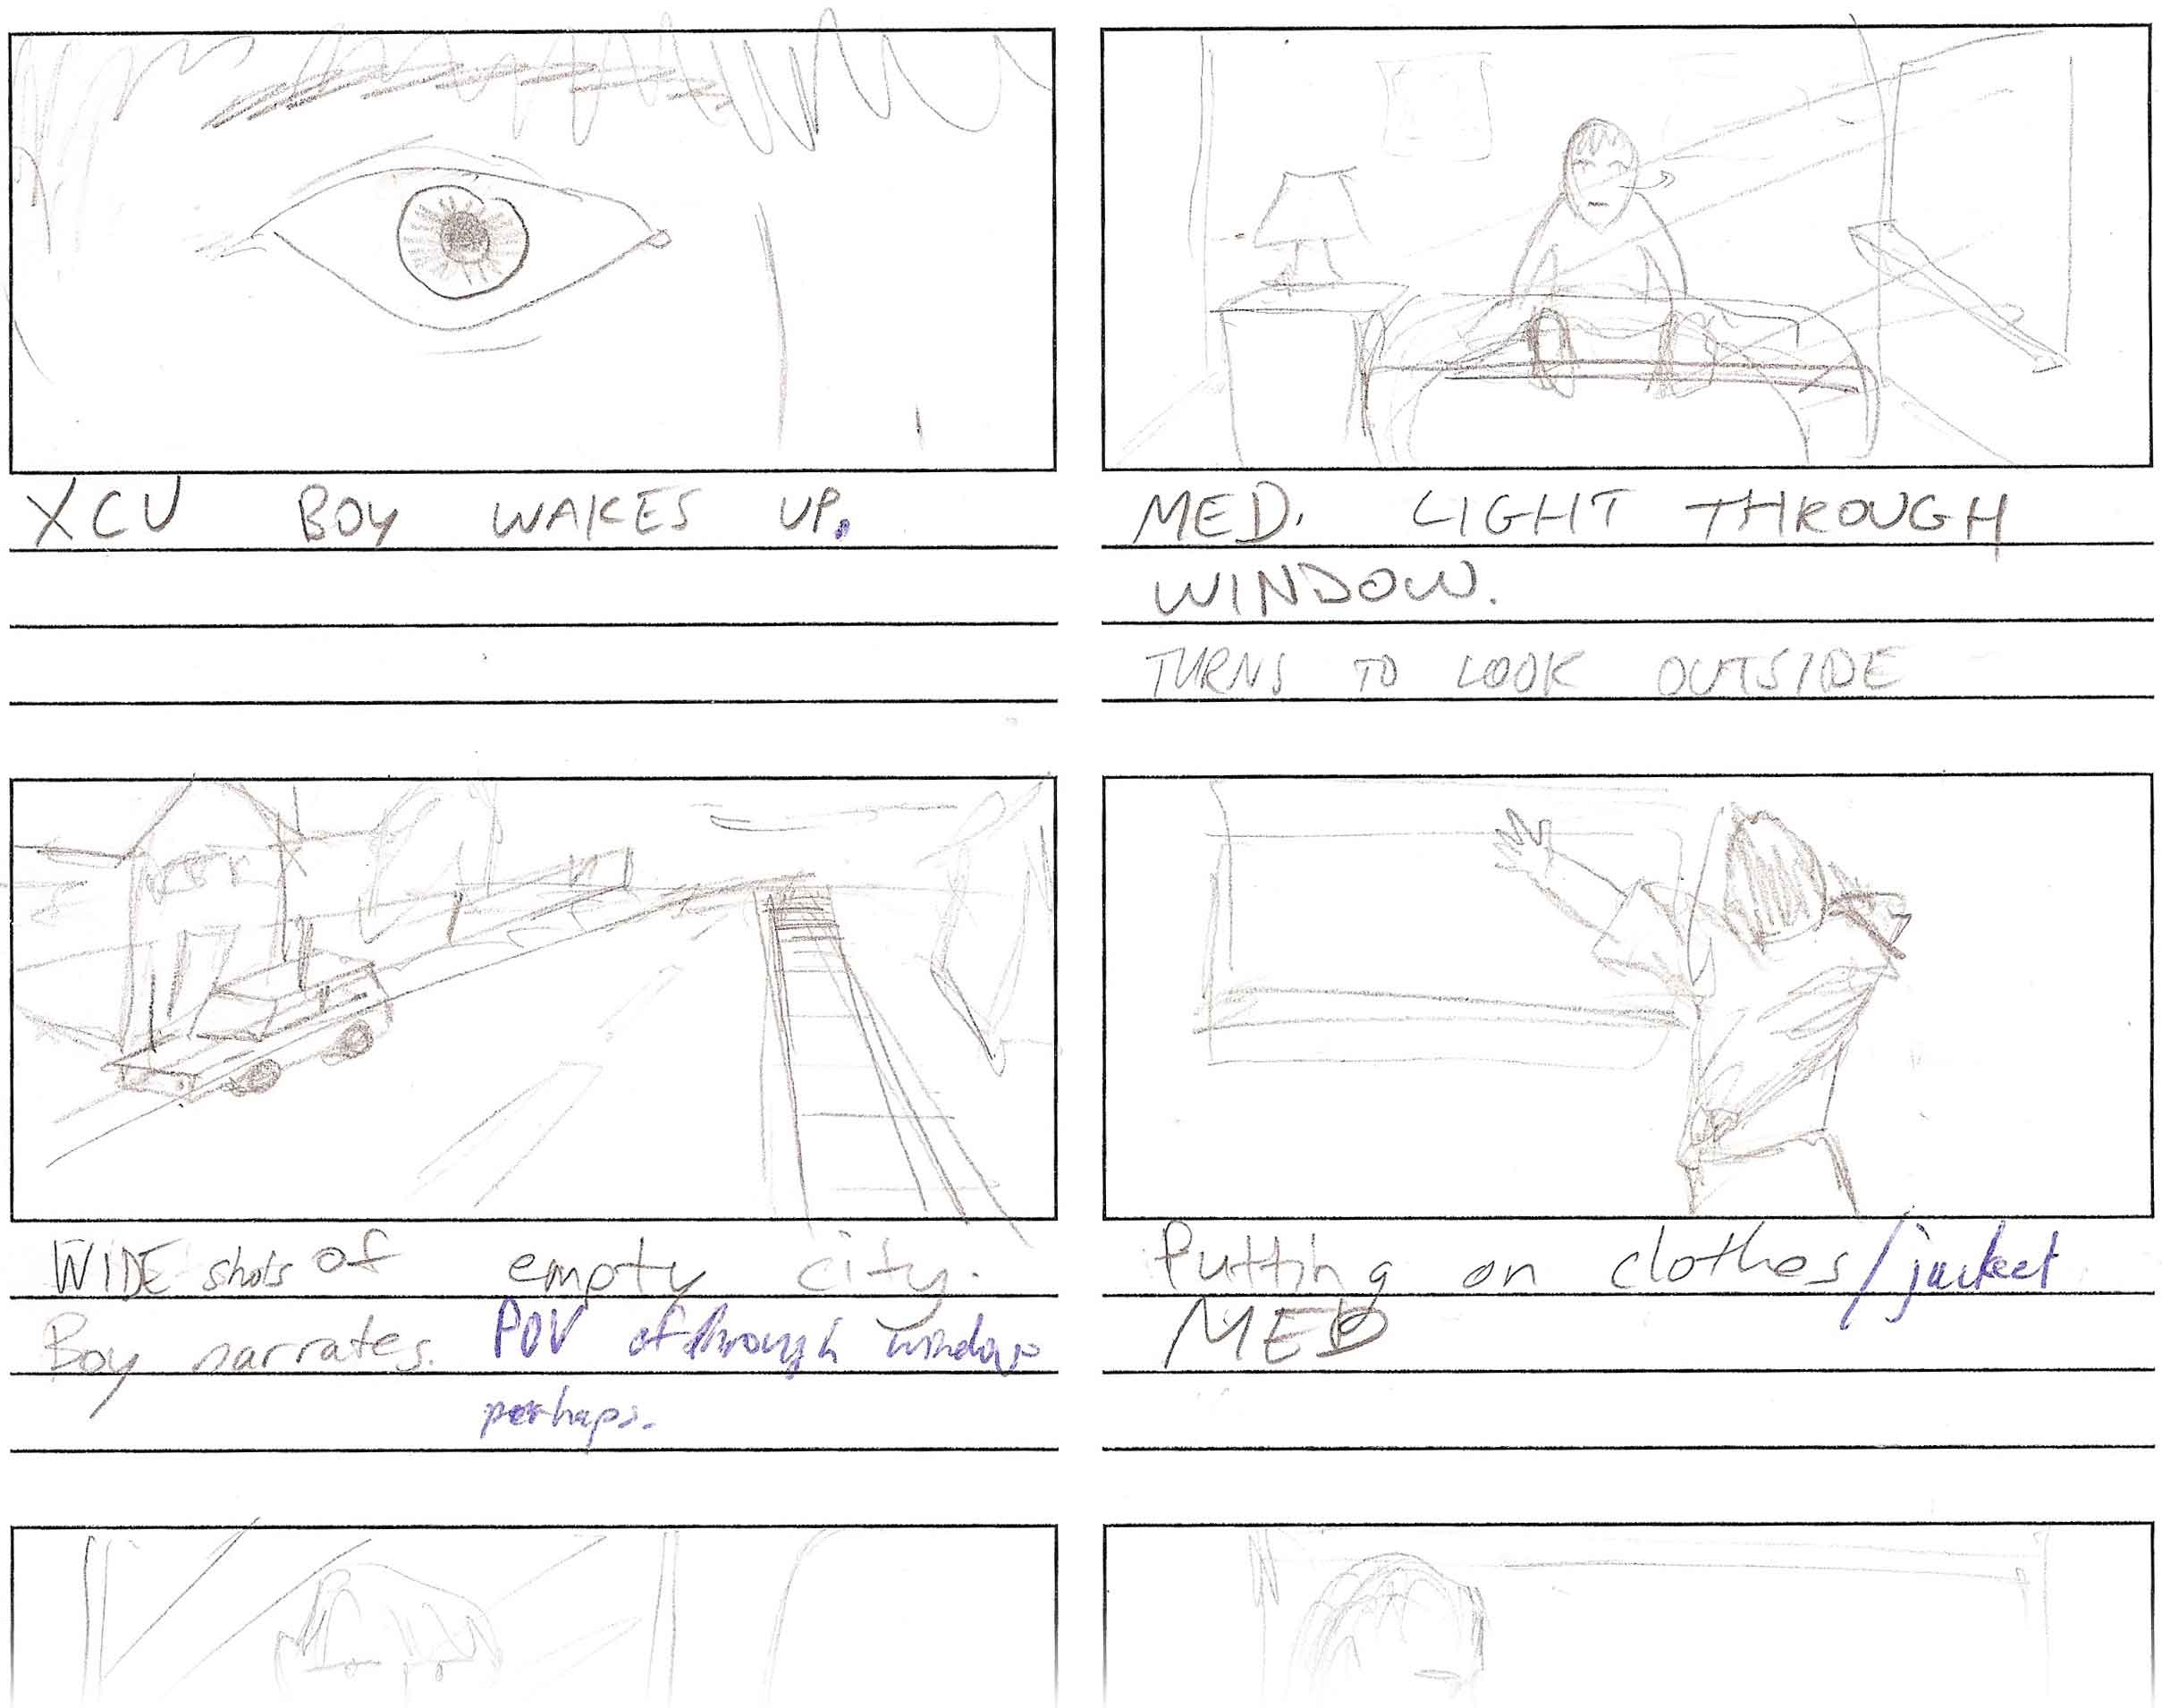 XCU BOY WAKES UP.
MED. LIGHT THROUGH
WINDOW.
TURNS TO LOOK OUTSIDE
WIDE shots of empty city.
Boy narrates. POV of through window
perhaps.
Putting on clothes/jacket
MED